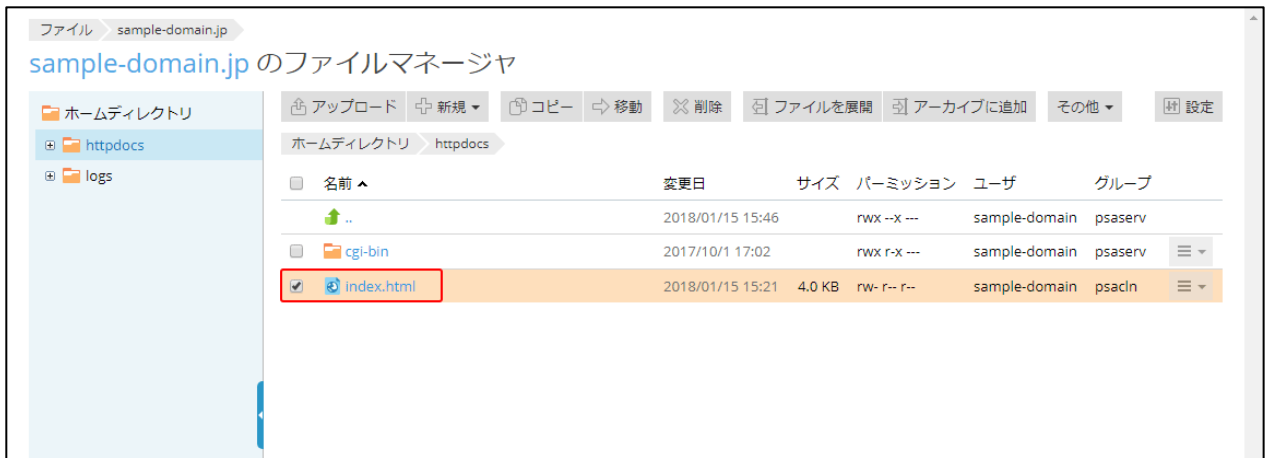 ファイル sample-domain.jp
sample-domain.jp のファイルマネージャ
ホームディレクトリ
httpdocs
logs
アップロード 新規 コピー 移動 削除 ファイルを展開 アーカイブに追加 その他 設定
ホームディレクトリ httpdocs
名前 変更日 サイズ パーミッション ユーザ グループ
.. 2018/01/15 15:46 rwx --x --- sample-domain psaserv
cgi-bin 2017/10/1 17:02 rwx r-x --- sample-domain psaserv
index.html 2018/01/15 15:21 4.0 KB rw- r-- r-- sample-domain psacln